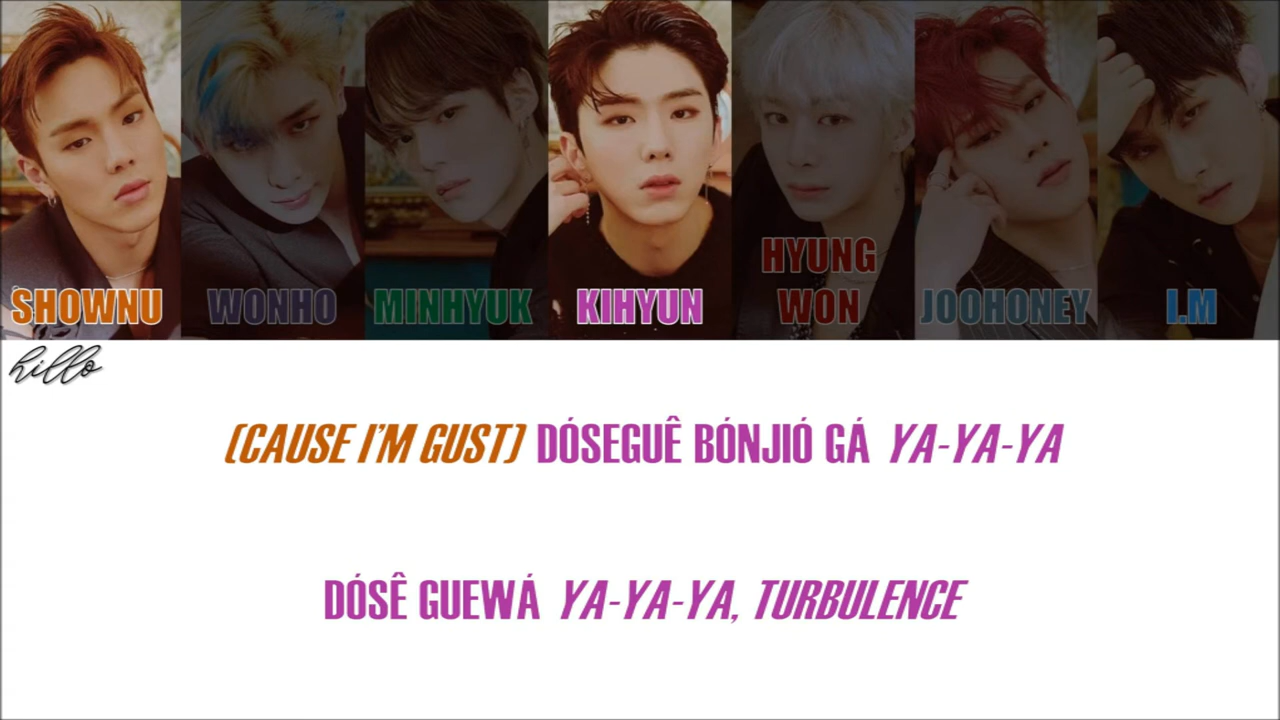 SHOWNU WONHO MINHYUK KIHYUN HYUNG WON JOOHONEY I.M
hillo
(CAUSE I'M GUST) DÓSEGUÊ BÓNJIÓ GÁ YA-YA-YA
DÓSÊ GUEWÁ YA-YA-YA, TURBULENCE